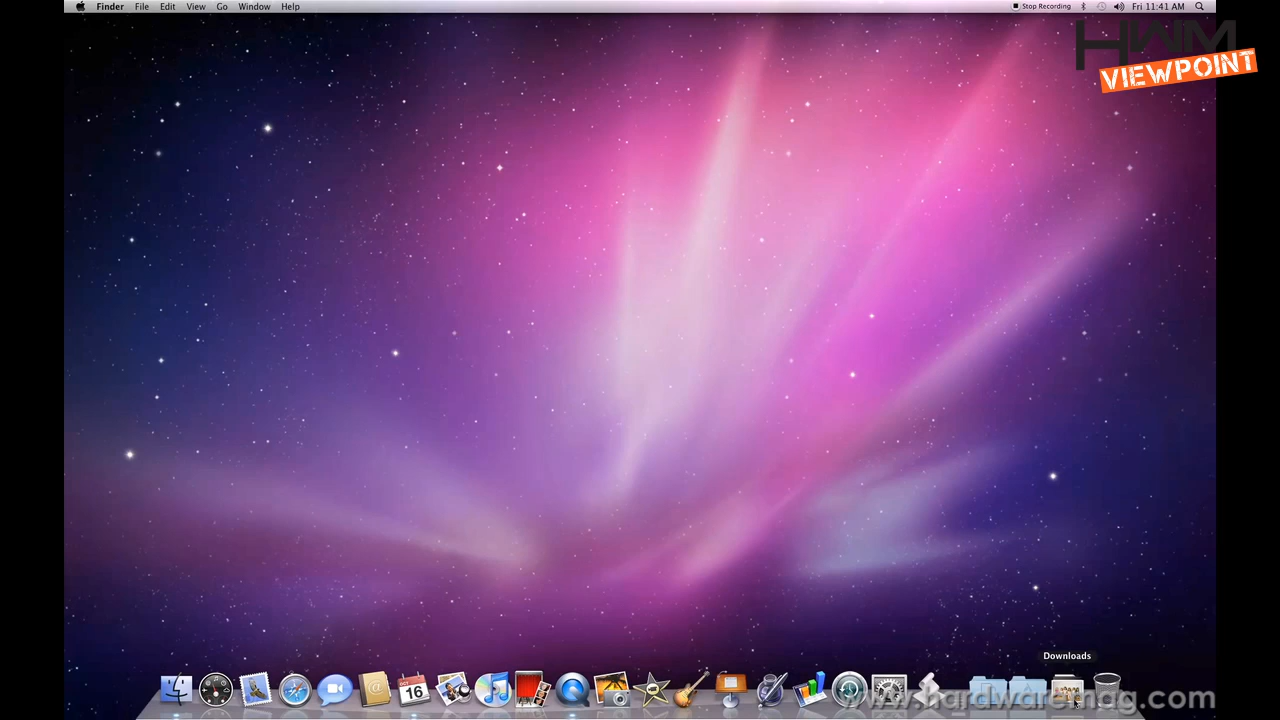 Finder File Edit View Go Window Help
Stop Recording Fri 11:41 AM
HWM
VIEWPOINT
Downloads
OCT
16
www.hardwaremag.com